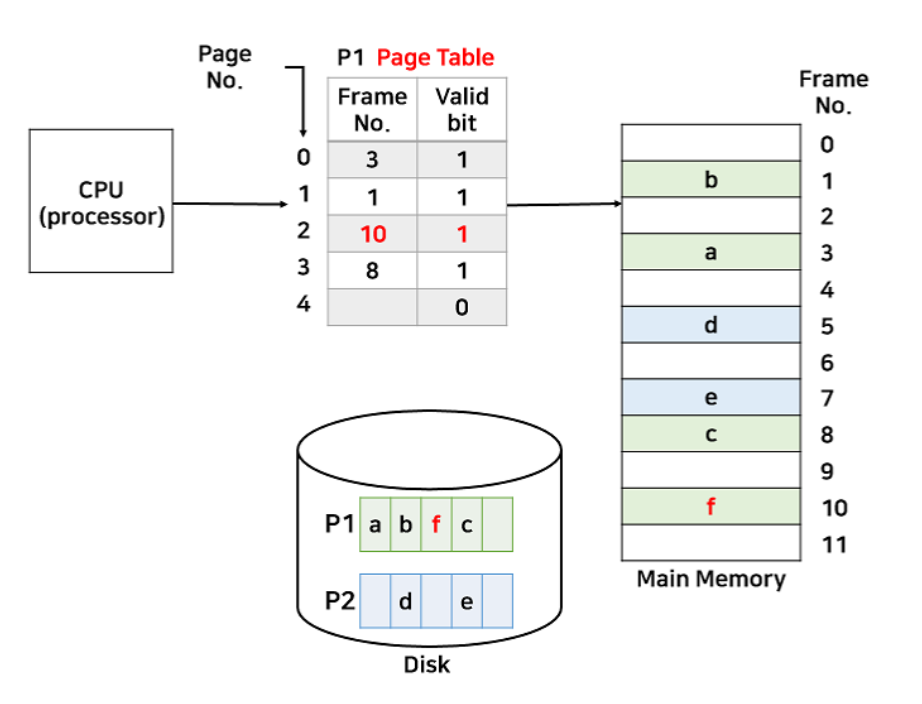 Page
No.
P1 Page Table
Frame
No.
Valid
bit
0 3 1
1 1 1
2 10 1
3 8 1
4 0
CPU
(processor)
Frame
No.
0
b 1
2
a 3
4
d 5
6
e 7
c 8
9
f 10
11
Main Memory
P1 a b f c
P2 d e
Disk